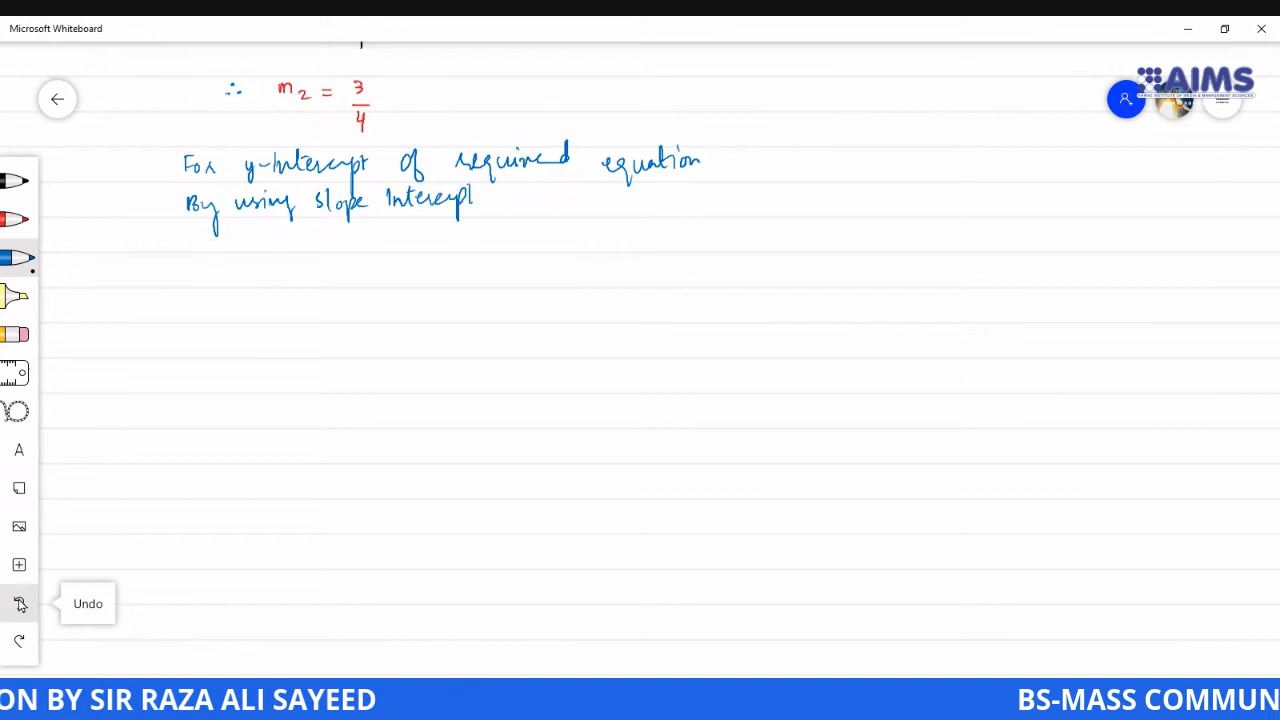 Microsoft Whiteboard
AIMS
∴ m₂ = 3/4
For y-Intercept of required equation
By using slope Intercept
A
Undo
ON BY SIR RAZA ALI SAYEED
BS-MASS COMMUN